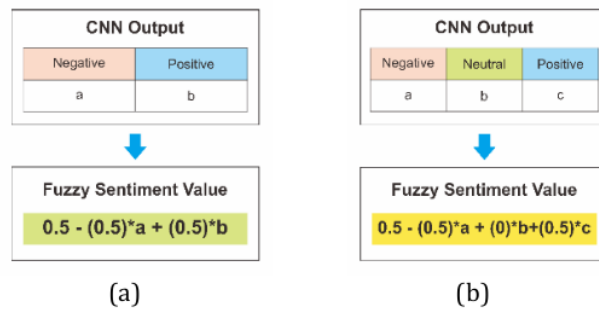 CNN Output
Negative Positive
a b
Fuzzy Sentiment Value
0.5 - (0.5)*a + (0.5)*b
(a)
CNN Output
Negative Neutral Positive
a b c
Fuzzy Sentiment Value
0.5 - (0.5)*a + (0)*b+(0.5)*c
(b)